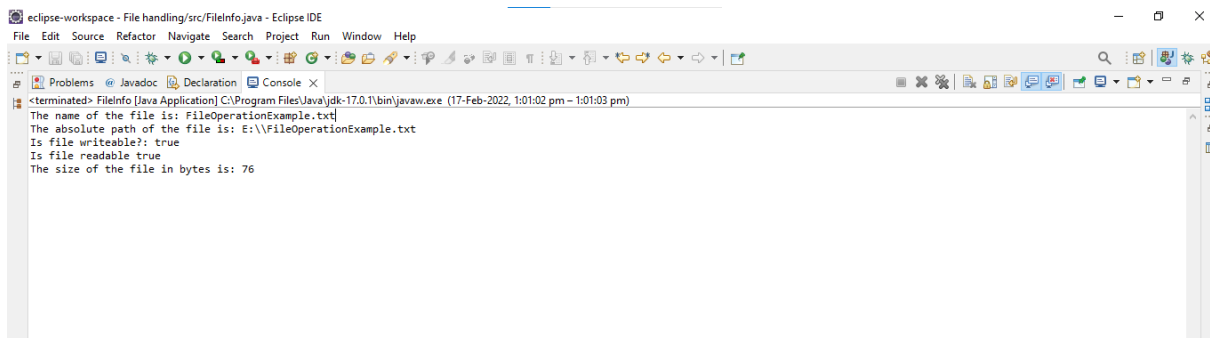 eclipse-workspace - File handling/src/FileInfo.java - Eclipse IDE
File Edit Source Refactor Navigate Search Project Run Window Help
Problems @ Javadoc Declaration Console
<terminated> FileInfo [Java Application] C:\Program Files\Java\jdk-17.0.1\bin\javaw.exe (17-Feb-2022, 1:01:02 pm – 1:01:03 pm)
The name of the file is: FileOperationExample.txt
The absolute path of the file is: E:\\FileOperationExample.txt
Is file writeable?: true
Is file readable true
The size of the file in bytes is: 76